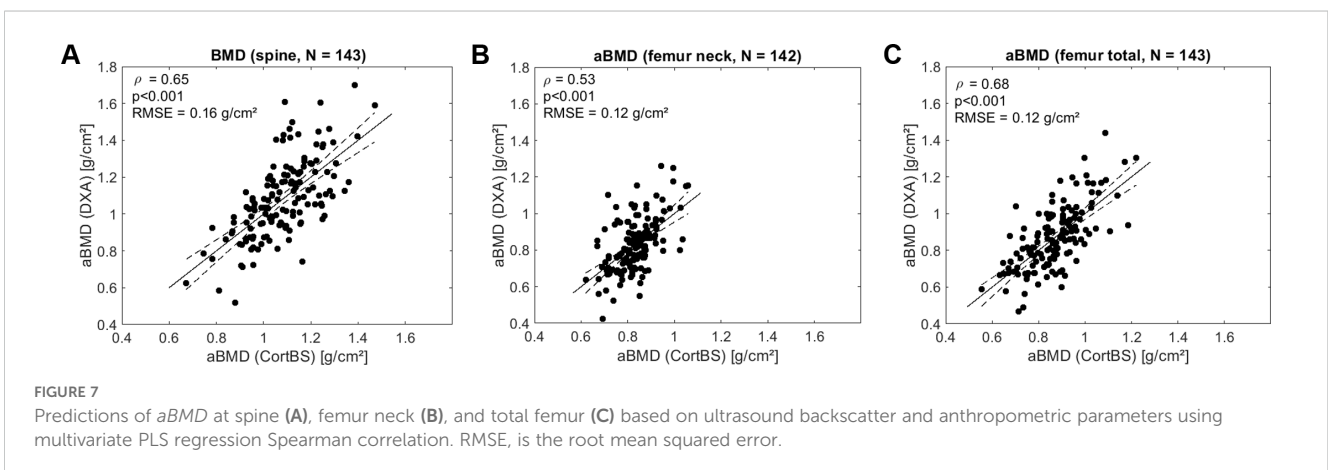 A
BMD (spine, N = 143)
ρ = 0.65
p<0.001
RMSE = 0.16 g/cm²
1.8
1.6
1.4
1.2
1
0.8
0.6
0.4
aBMD (DXA) [g/cm²]
0.4 0.6 0.8 1 1.2 1.4 1.6
aBMD (CortBS) [g/cm²]
B
aBMD (femur neck, N = 142)
ρ = 0.53
p<0.001
RMSE = 0.12 g/cm²
1.8
1.6
1.4
1.2
1
0.8
0.6
0.4
aBMD (DXA) [g/cm²]
0.4 0.6 0.8 1 1.2 1.4 1.6
aBMD (CortBS) [g/cm²]
C
aBMD (femur total, N = 143)
ρ = 0.68
p<0.001
RMSE = 0.12 g/cm²
1.8
1.6
1.4
1.2
1
0.8
0.6
0.4
aBMD (DXA) [g/cm²]
0.4 0.6 0.8 1 1.2 1.4 1.6
aBMD (CortBS) [g/cm²]
FIGURE 7
Predictions of aBMD at spine (A), femur neck (B), and total femur (C) based on ultrasound backscatter and anthropometric parameters using
multivariate PLS regression Spearman correlation. RMSE, is the root mean squared error.